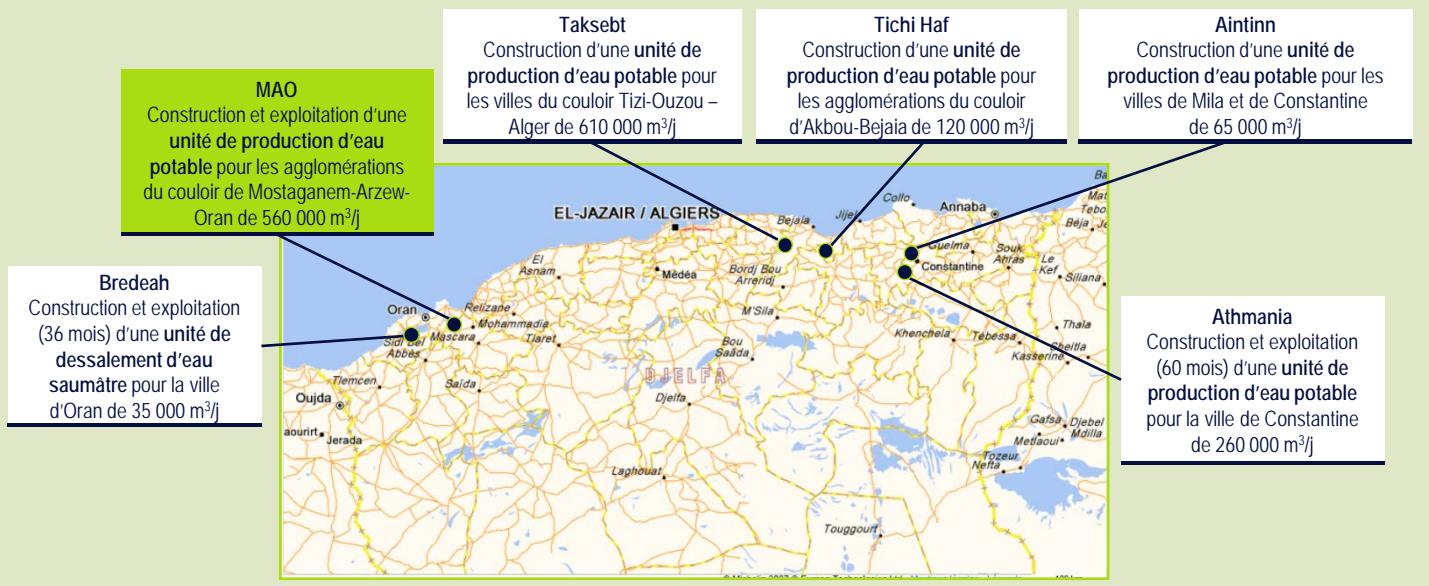 Taksebt
Construction d'une unité de
production d'eau potable pour
les villes du couloir Tizi-Ouzou –
Alger de 610 000 m³/j
Tichi Haf
Construction d'une unité de
production d'eau potable pour
les agglomérations du couloir
d'Akbou-Bejaia de 120 000 m³/j
Aintinn
Construction d'une unité de
production d'eau potable pour les
villes de Mila et de Constantine
de 65 000 m³/j
MAO
Construction et exploitation d'une
unité de production d'eau
potable pour les agglomérations
du couloir de Mostaganem-Arzew-
Oran de 560 000 m³/j
Bredeah
Construction et exploitation
(36 mois) d'une unité de
dessalement d'eau
saumâtre pour la ville
d'Oran de 35 000 m³/j
Athmania
Construction et exploitation
(60 mois) d'une unité de
production d'eau potable
pour la ville de Constantine
de 260 000 m³/j
EL-JAZAIR / ALGIERS
Bejaia
Jijel
Collo
Annaba
Ba
Mat
Tebo
Béja
Je
El
Asnam
Médéa
Bordj Bou
Arreridj
Constantine
Guelma
Souk
Ahras
Le
Kef
Siliana
Oran
Relizane
Mohammadia
Mascara
Tiaret
Sidi Bel
Abbès
M'Sila
Bou
Saâda
Khenchela
Tébessa
Thala
Sbeitla
Kasserine
Tlemcen
Saïda
DJELFA
Djelfa
Oujda
aourirt
Jerada
Laghouat
Gafsa
Djebel
Mdilla
Metlaoui
Tozeur
Nefta
Touggourt